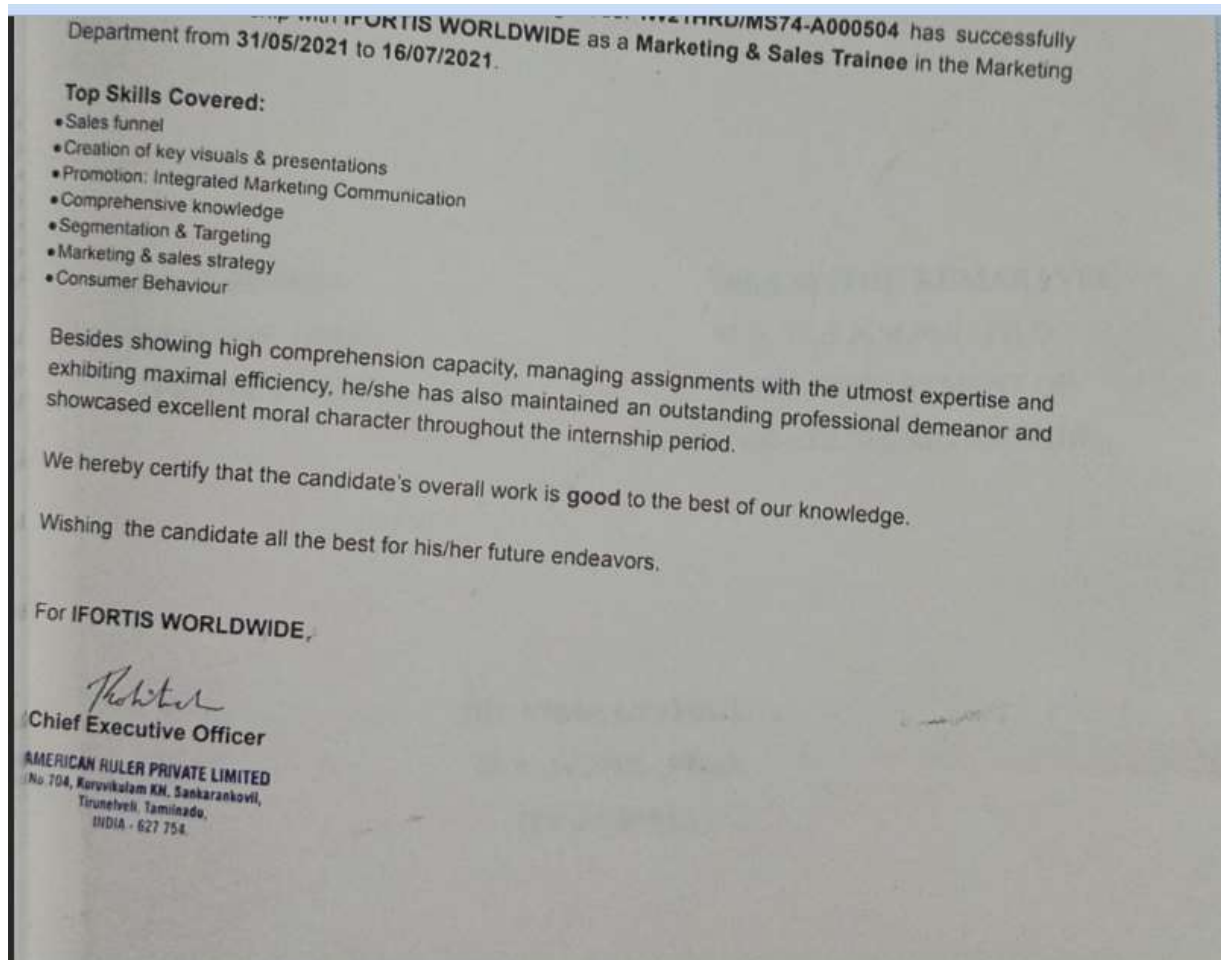 with IFORTIS WORLDWIDE as a Marketing & Sales Trainee in the Marketing
IW21HRD/MS74-A000504 has successfully
Department from 31/05/2021 to 16/07/2021.
Top Skills Covered:
•Sales funnel
•Creation of key visuals & presentations
•Promotion: Integrated Marketing Communication
•Comprehensive knowledge
•Segmentation & Targeting
•Marketing & sales strategy
•Consumer Behaviour
Besides showing high comprehension capacity, managing assignments with the utmost expertise and
exhibiting maximal efficiency, he/she has also maintained an outstanding professional demeanor and
showcased excellent moral character throughout the internship period.
We hereby certify that the candidate's overall work is good to the best of our knowledge.
Wishing the candidate all the best for his/her future endeavors.
For IFORTIS WORLDWIDE,
Chief Executive Officer
AMERICAN RULER PRIVATE LIMITED
No 704, Kuruvikulam KH, Sankarankovil,
Tirunelveli, Tamilnadu,
INDIA - 627 754.